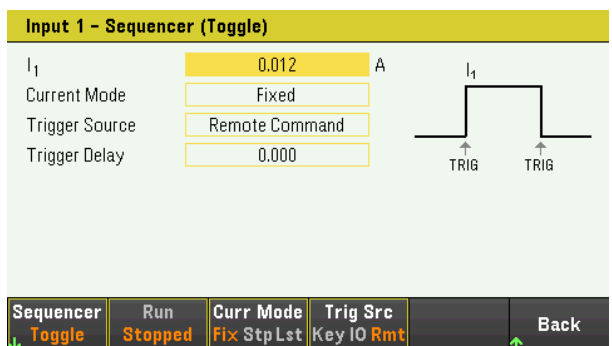 Input 1 – Sequencer (Toggle)
I1 0.012 A
Current Mode Fixed
Trigger Source Remote Command
Trigger Delay 0.000
I1
TRIG TRIG
Sequencer Run Curr Mode Trig Src Back
Toggle Stopped Fix Stp Lst Key IO Rmt